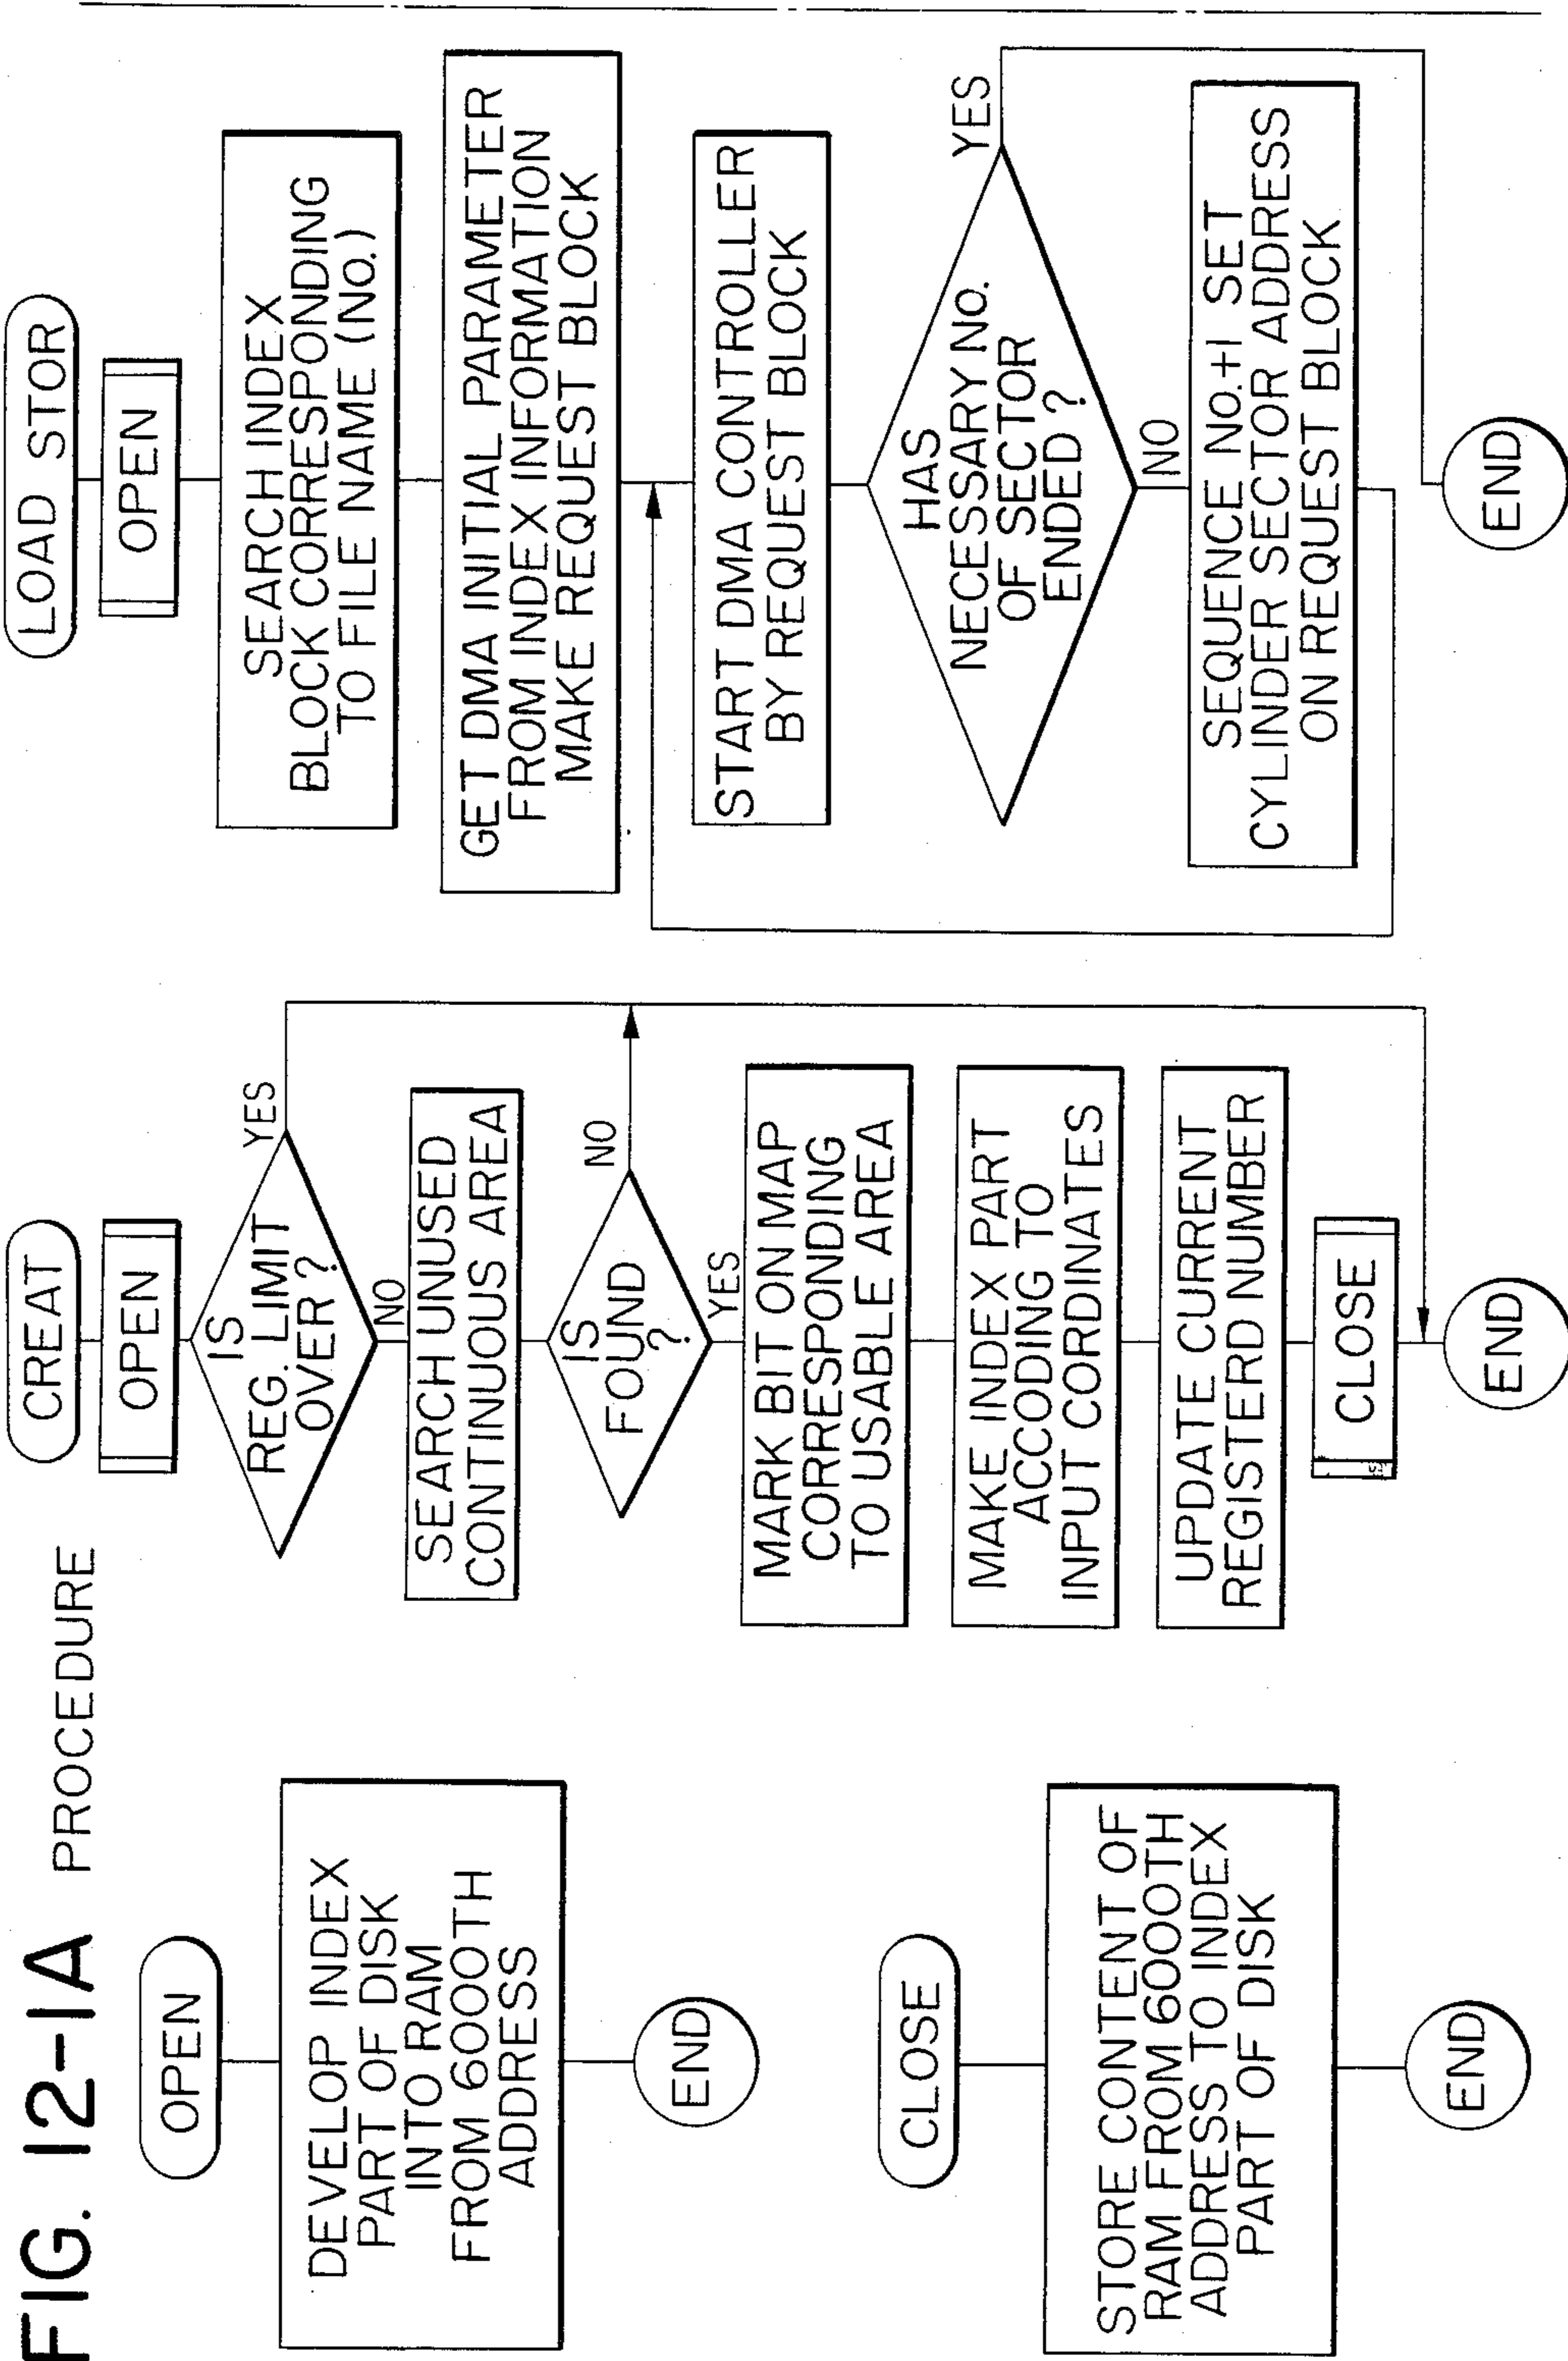 FIG. 12-1A PROCEDURE
OPEN
DEVELOP INDEX
PART OF DISK
INTO RAM
FROM 6000TH
ADDRESS
END
CLOSE
STORE CONTENT OF
RAM FROM 6000TH
ADDRESS TO INDEX
PART OF DISK
END
CREAT
OPEN
IS
REG. LIMIT
OVER ?
YES
NO
SEARCH UNUSED
CONTINUOUS AREA
IS
FOUND
?
NO
YES
MARK BIT ON MAP
CORRESPONDING
TO USABLE AREA
MAKE INDEX PART
ACCODING TO
INPUT CORDINATES
UPDATE CURRENT
REGISTERD NUMBER
CLOSE
END
LOAD STOR
OPEN
SEARCH INDEX
BLOCK CORRESPONDING
TO FILE NAME (No.)
GET DMA INITIAL PARAMETER
FROM INDEX INFORMATION
MAKE REQUEST BLOCK
START DMA CONTROLLER
BY REQUEST BLOCK
HAS
NECESSARY No.
OF SECTOR
ENDED ?
YES
NO
SEQUENCE No.+1 SET
CYLINDER SECTOR ADDRESS
ON REQUEST BLOCK
END